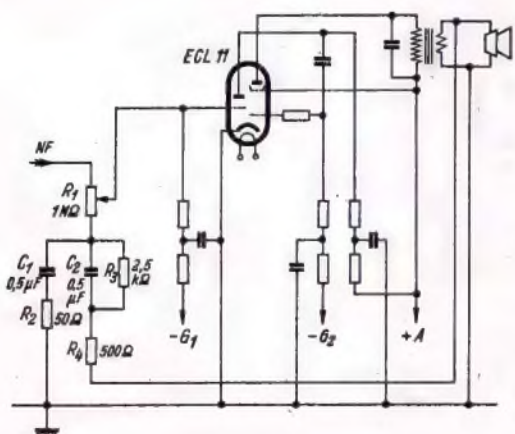 ECL 11
NF
R1
1MΩ
C1
0,5µF
C2
0,5
µF
R3
2,5
kΩ
R2
50Ω
R4
500Ω
-G1
-G2
+A